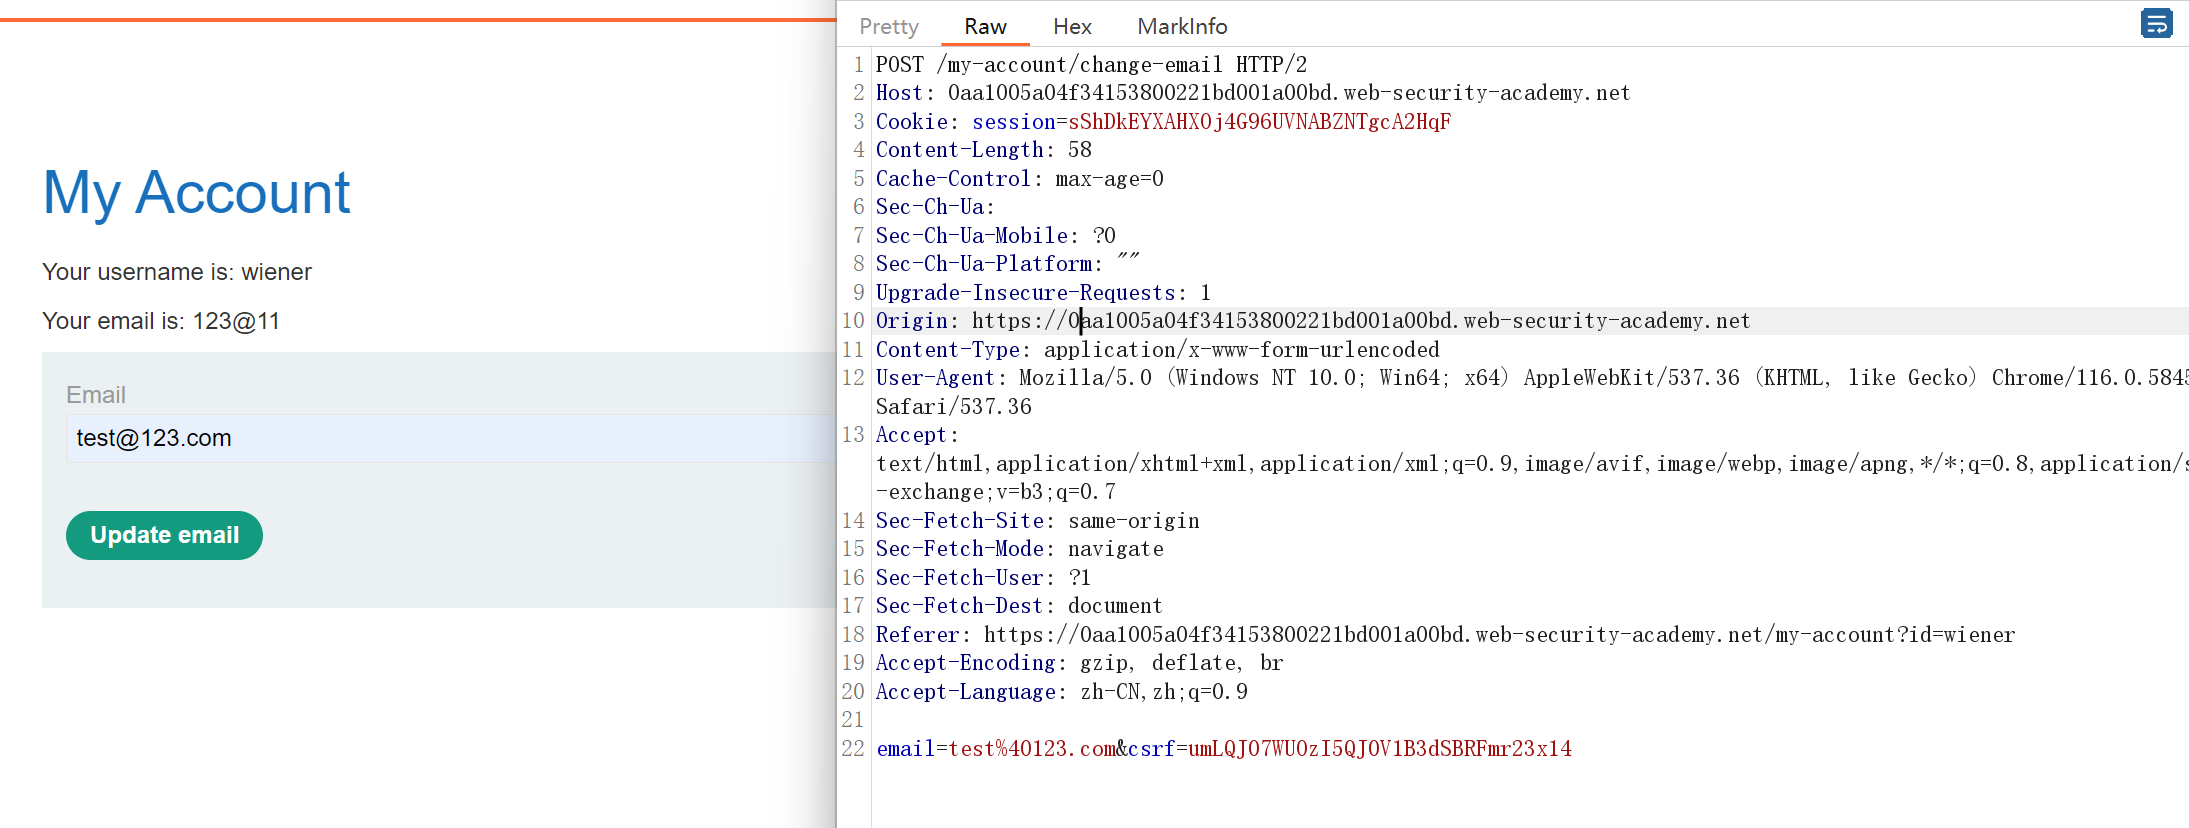 My Account
Your username is: wiener
Your email is: 123@11
Email
test@123.com
Update email
Pretty Raw Hex MarkInfo
1 POST /my-account/change-email HTTP/2
2 Host: 0aa1005a04f34153800221bd001a00bd.web-security-academy.net
3 Cookie: session=sShDkEYXAHX0j4G96UVNABZNTgcA2HqF
4 Content-Length: 58
5 Cache-Control: max-age=0
6 Sec-Ch-Ua:
7 Sec-Ch-Ua-Mobile: ?0
8 Sec-Ch-Ua-Platform: ""
9 Upgrade-Insecure-Requests: 1
10 Origin: https://0aa1005a04f34153800221bd001a00bd.web-security-academy.net
11 Content-Type: application/x-www-form-urlencoded
12 User-Agent: Mozilla/5.0 (Windows NT 10.0; Win64; x64) AppleWebKit/537.36 (KHTML, like Gecko) Chrome/116.0.5845
Safari/537.36
13 Accept:
text/html,application/xhtml+xml,application/xml;q=0.9,image/avif,image/webp,image/apng,*/*;q=0.8,application/s
-exchange;v=b3;q=0.7
14 Sec-Fetch-Site: same-origin
15 Sec-Fetch-Mode: navigate
16 Sec-Fetch-User: ?1
17 Sec-Fetch-Dest: document
18 Referer: https://0aa1005a04f34153800221bd001a00bd.web-security-academy.net/my-account?id=wiener
19 Accept-Encoding: gzip, deflate, br
20 Accept-Language: zh-CN,zh;q=0.9
21
22 email=test%40123.com&csrf=umLQJO7WUOzI5QJOV1B3dSBRFmr23x14